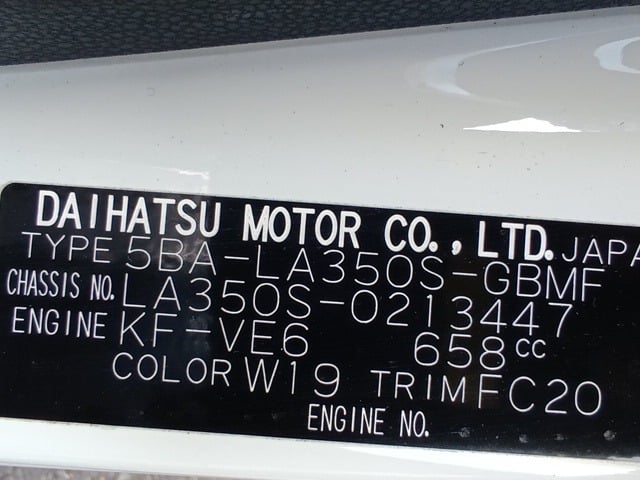 DAIHATSU MOTOR CO., LTD. JAPA
TYPE 5BA-LA350S-GBMF
CHASSIS NO. LA350S-0213447
ENGINE KF-VE6 658cc
COLOR W19 TRIM FC20
ENGINE NO.